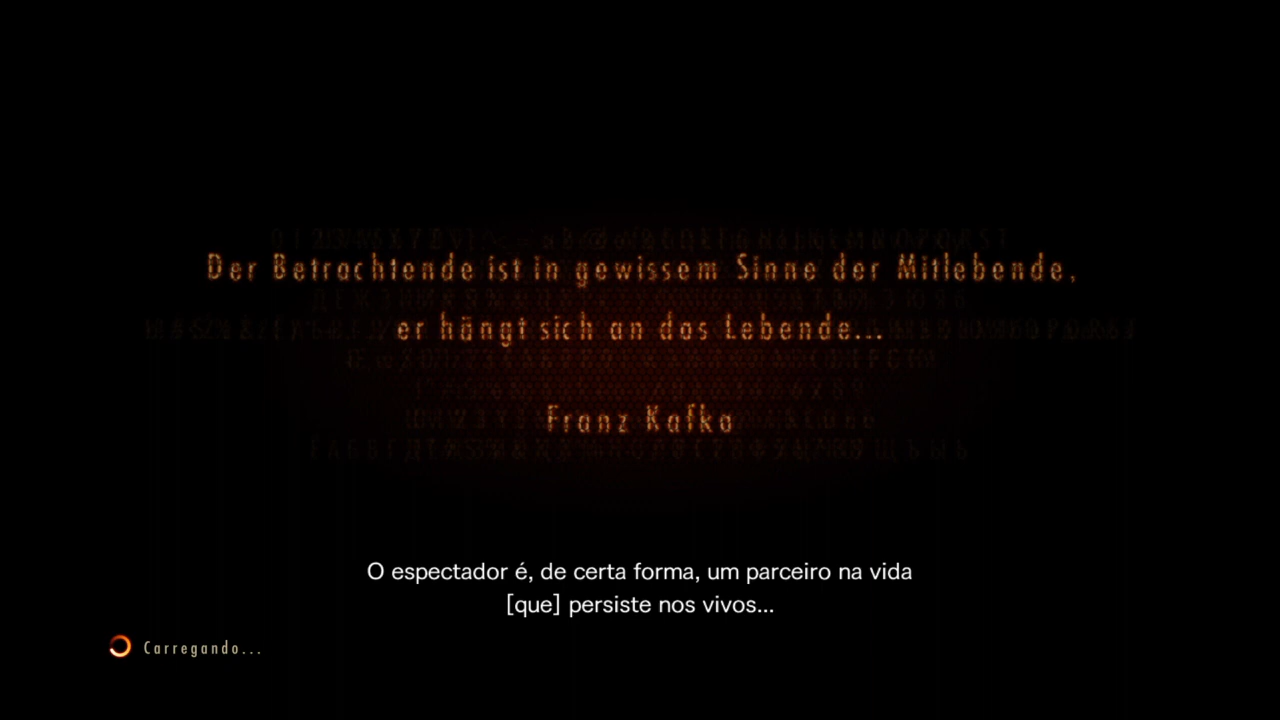 Der Betrachtende ist in gewissem Sinne der Mitlebende,
er hängt sich an das Lebende...
Franz Kafka
O espectador é, de certa forma, um parceiro na vida
[que] persiste nos vivos...
Carregando...